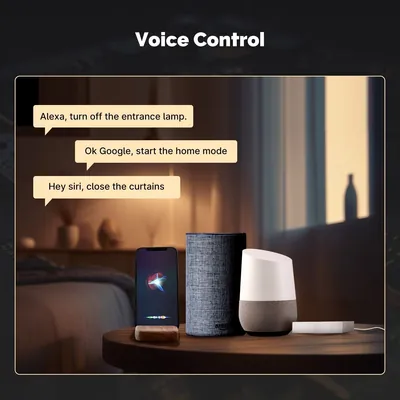 Voice Control
Alexa, turn off the entrance lamp.
Ok Google, start the home mode
Hey siri, close the curtains